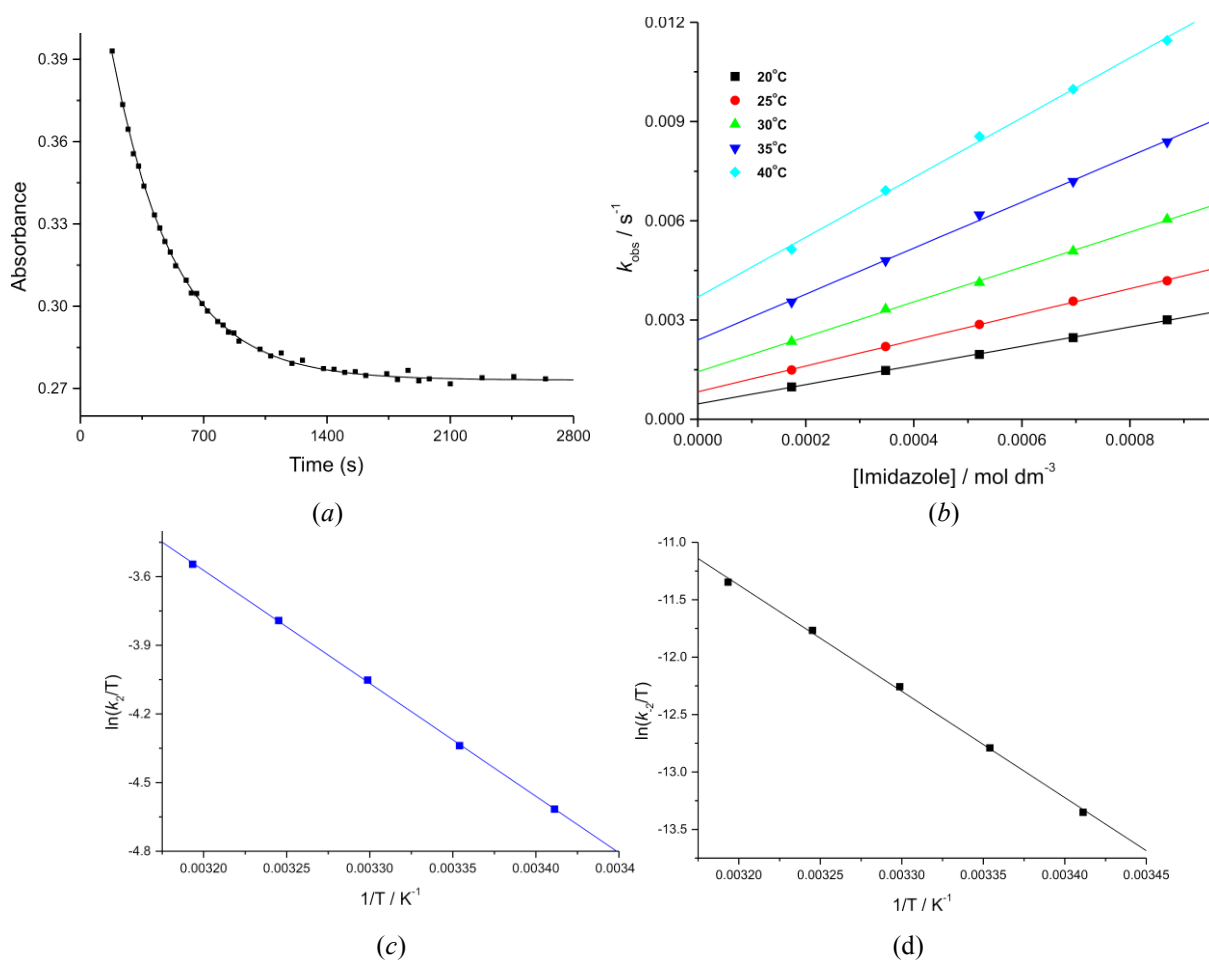 0.39
0.36
0.33
0.30
0.27
Absorbance
0
700
1400
2100
2800
Time (s)
(a)
0.012
0.009
0.006
0.003
0.000
k_obs / s⁻¹
20°C
25°C
30°C
35°C
40°C
0.0000
0.0002
0.0004
0.0006
0.0008
[Imidazole] / mol dm⁻³
(b)
-3.6
-3.9
-4.2
-4.5
-4.8
ln(k₂/T)
0.00320
0.00325
0.00330
0.00335
0.00340
0.0034
1/T / K⁻¹
(c)
-11.0
-11.5
-12.0
-12.5
-13.0
-13.5
ln(k₋₂/T)
0.00320
0.00325
0.00330
0.00335
0.00340
0.00345
1/T / K⁻¹
(d)